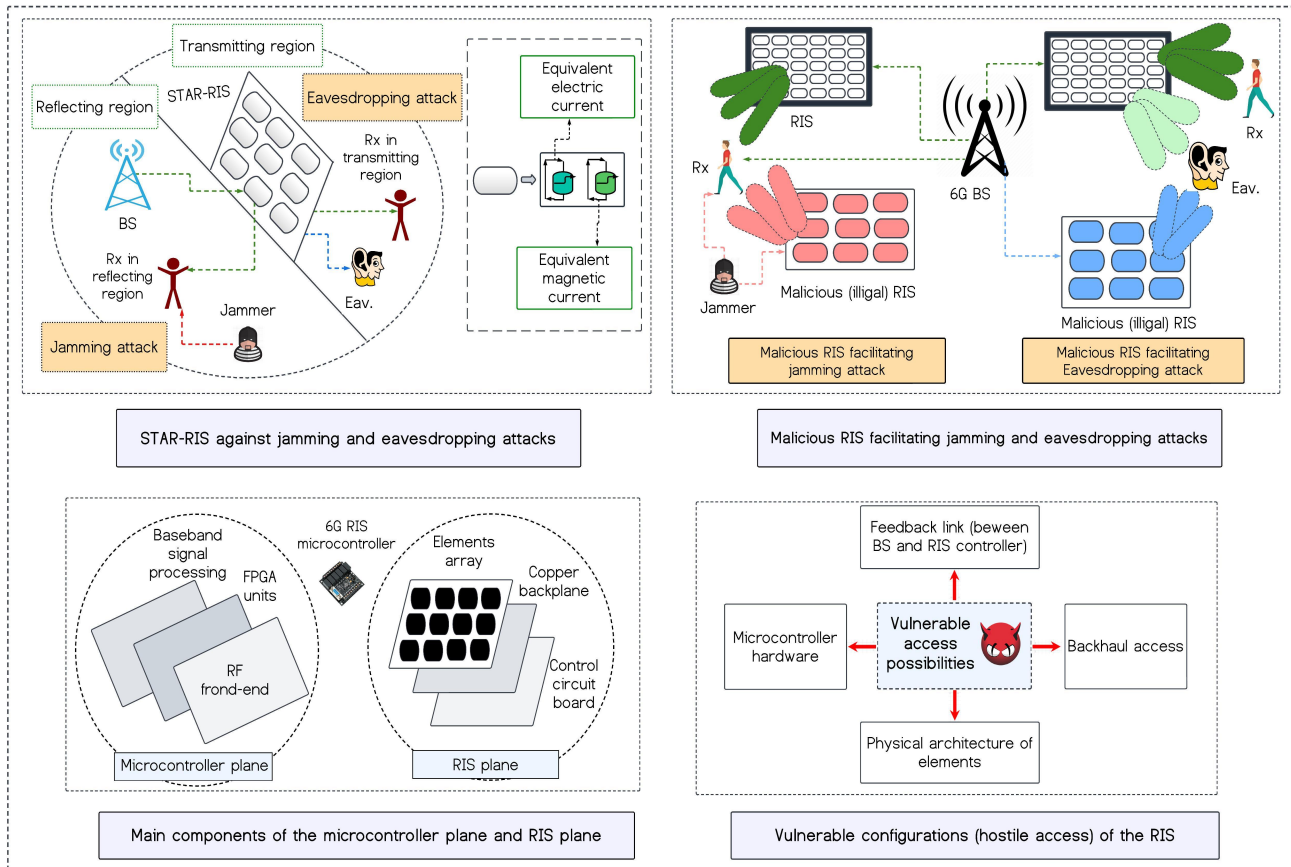 Transmitting region
Reflecting region
STAR-RIS
Eavesdropping attack
BS
Rx in
transmitting
region
Rx in
reflecting
region
Eav.
Jammer
Jamming attack
Equivalent
electric
current
Equivalent
magnetic
current
STAR-RIS against jamming and eavesdropping attacks
RIS
Rx
6G BS
Rx
Eav.
Jammer
Malicious (illigal) RIS
Malicious (illigal) RIS
Malicious RIS facilitating
jamming attack
Malicious RIS facilitating
Eavesdropping attack
Malicious RIS facilitating jamming and eavesdropping attacks
Baseband
signal
processing
FPGA
units
RF
frond-end
Microcontroller plane
6G RIS
microcontroller
Elements
array
Copper
backplane
Control
circuit
board
RIS plane
Main components of the microcontroller plane and RIS plane
Feedback link (beween
BS and RIS controller)
Microcontroller
hardware
Vulnerable
access
possibilities
Backhaul access
Physical architecture of
elements
Vulnerable configurations (hostile access) of the RIS